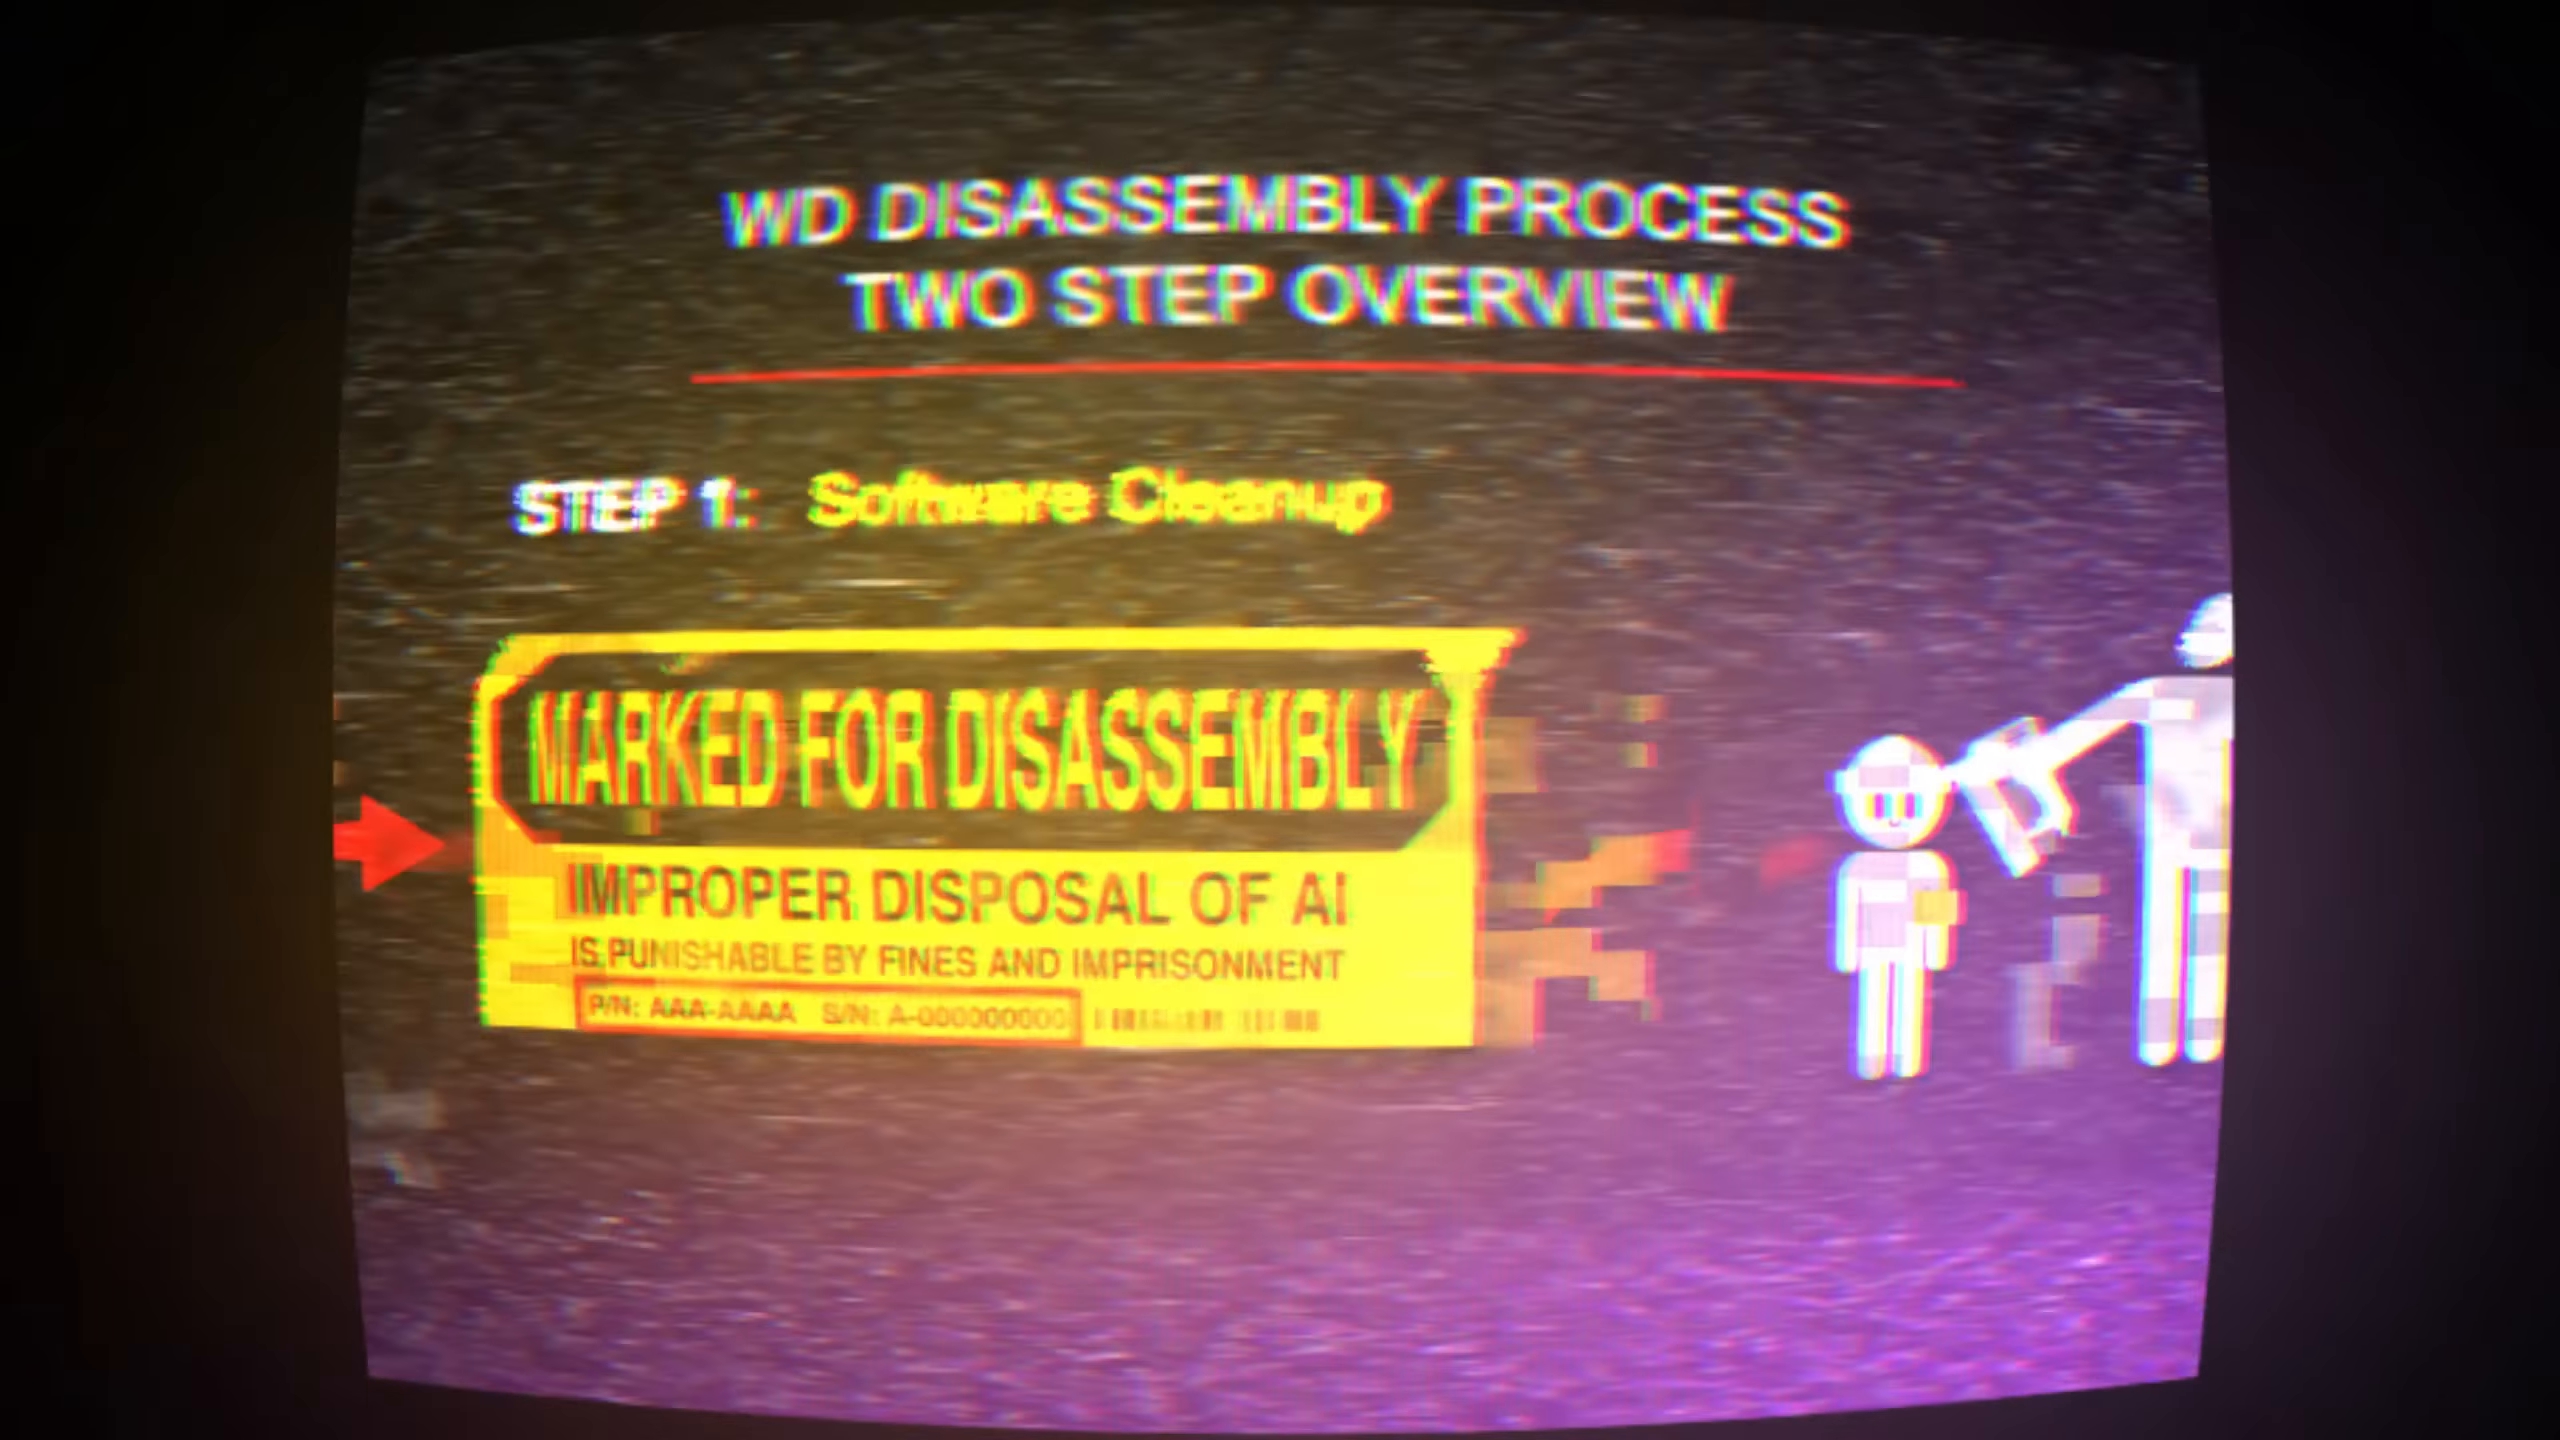 WD DISASSEMBLY PROCESS
TWO STEP OVERVIEW
STEP 1: Software Cleanup
MARKED FOR DISASSEMBLY
IMPROPER DISPOSAL OF AI
IS PUNISHABLE BY FINES AND IMPRISONMENT
P/N: AAA-AAAA S/N: A-000000000